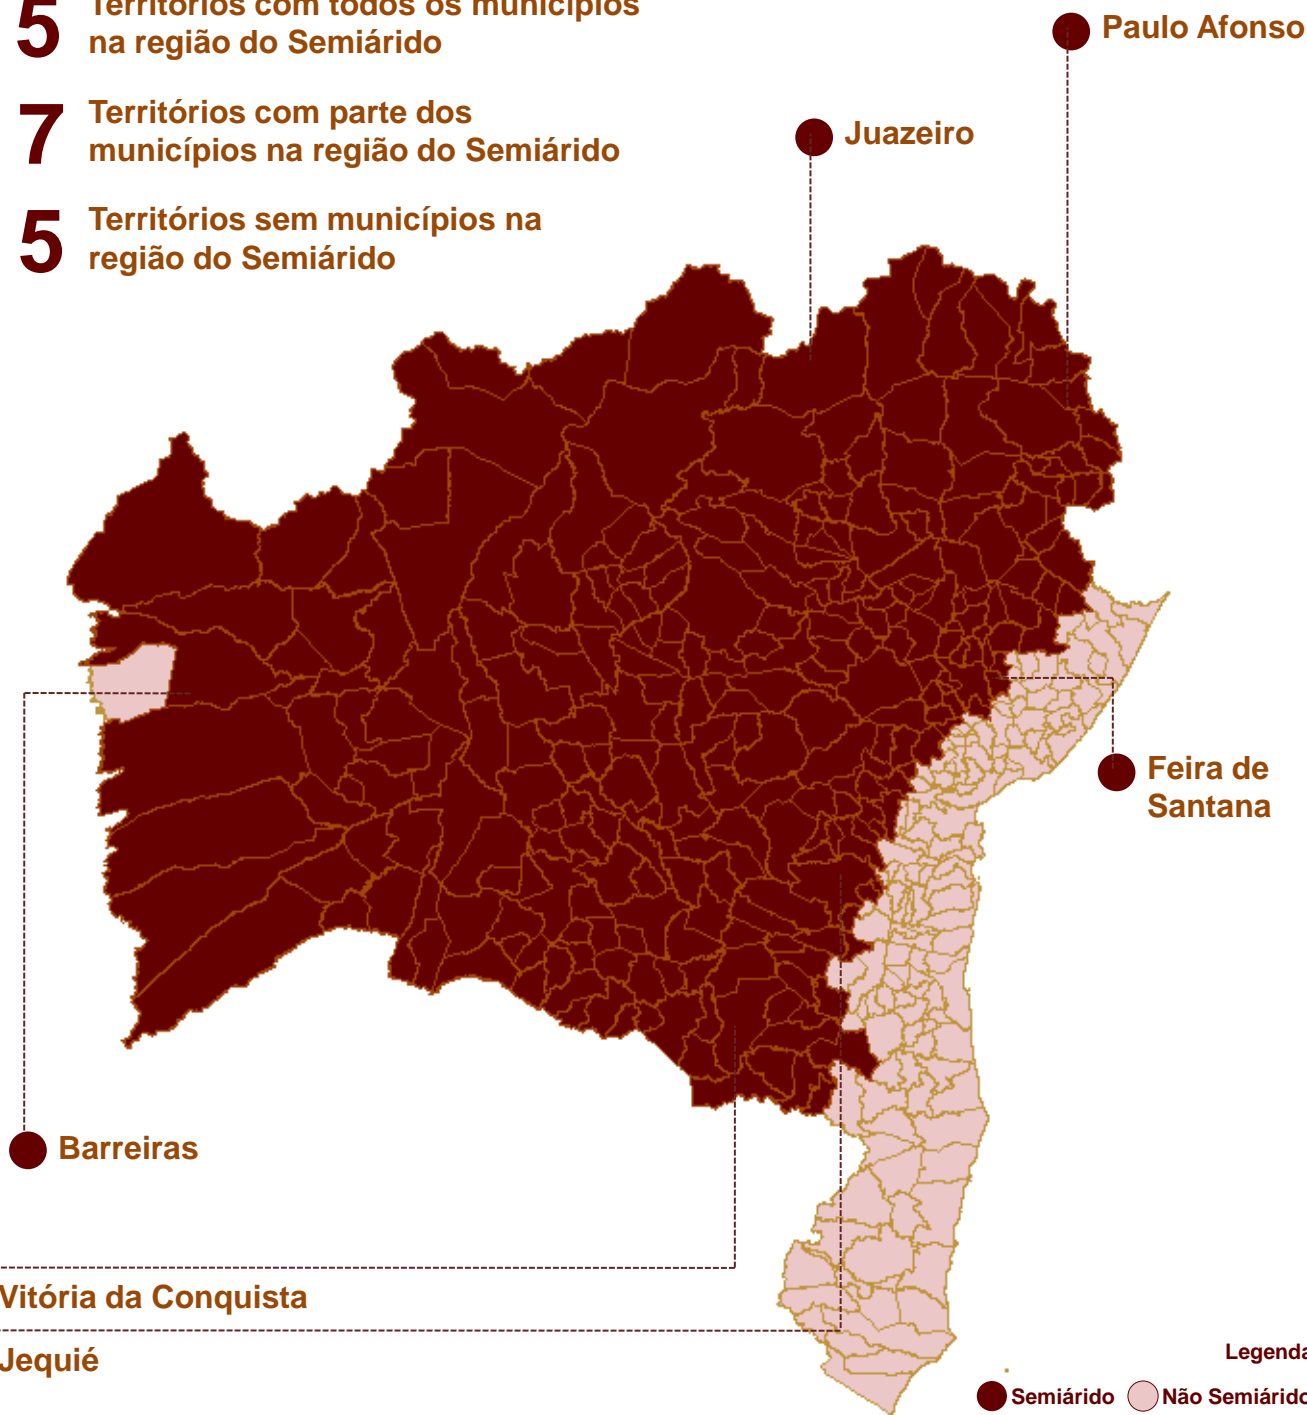 5 Territórios com todos os municípios
na região do Semiárido
7 Territórios com parte dos
municípios na região do Semiárido
5 Territórios sem municípios na
região do Semiárido
Paulo Afonso
Juazeiro
Feira de
Santana
Barreiras
Vitória da Conquista
Jequié
Legenda
Semiárido Não Semiárido